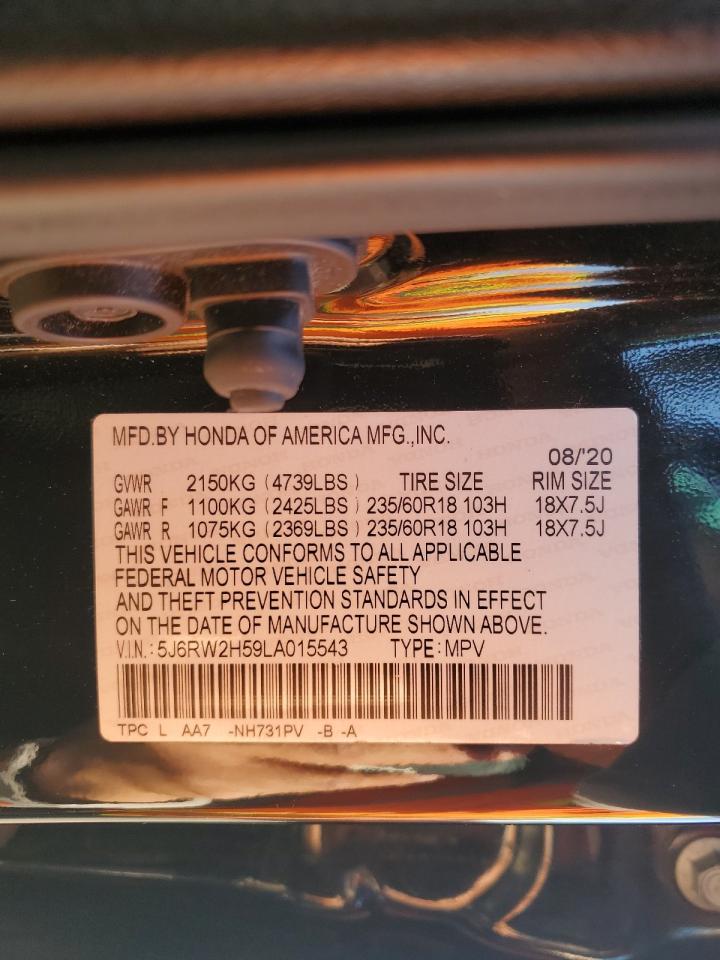 MFD.BY HONDA OF AMERICA MFG.,INC.
08/'20
GVWR 2150KG (4739LBS) TIRE SIZE RIM SIZE
GAWR F 1100KG (2425LBS) 235/60R18 103H 18X7.5J
GAWR R 1075KG (2369LBS) 235/60R18 103H 18X7.5J
THIS VEHICLE CONFORMS TO ALL APPLICABLE
FEDERAL MOTOR VEHICLE SAFETY
AND THEFT PREVENTION STANDARDS IN EFFECT
ON THE DATE OF MANUFACTURE SHOWN ABOVE.
V.I.N.: 5J6RW2H59LA015543 TYPE: MPV
TPC L AA7 -NH731PV -B -A